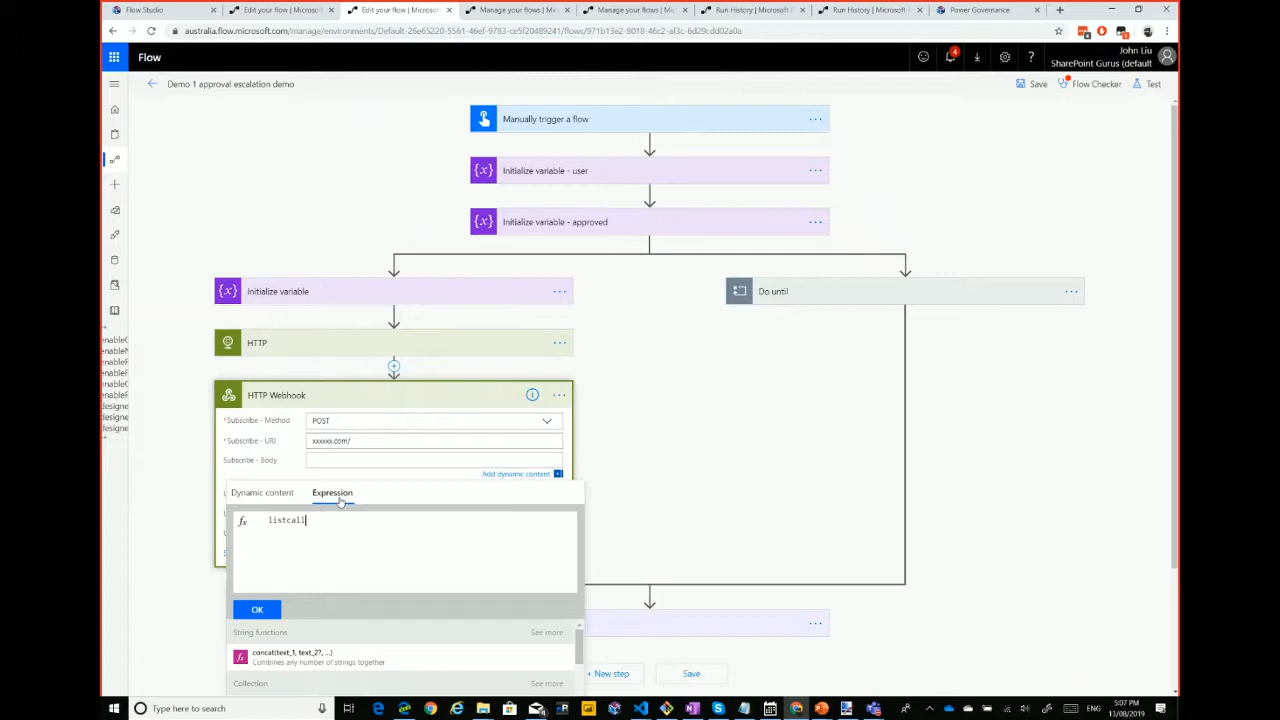 Flow Studio
Edit your flow | Microsoft
Edit your flow | Microsoft
Manage your flows | Micro
Manage your flows | Micro
Run History | Microsoft F
Run History | Microsoft F
Power Governance
australia.flow.microsoft.com/manage/environments/Default-26e65220-5561-46ef-9783-ce5f20489241/flows/971b13e2-8018-46c2-af3c-6d29cdd02a0a
Flow
4
John Liu
SharePoint Gurus (default)
Demo 1 approval escalation demo
Save
Flow Checker
Test
Manually trigger a flow
Initialize variable - user
Initialize variable - approved
Initialize variable
Do until
HTTP
HTTP Webhook
* Subscribe - Method
POST
* Subscribe - URI
xxxxxx.com/
Subscribe - Body
Add dynamic content
Dynamic content
Expression
fx listcall
OK
String functions
See more
concat(text_1, text_2?, ...)
Combines any number of strings together
Collection
See more
+ New step
Save
Type here to search
5:07 PM
13/08/2019